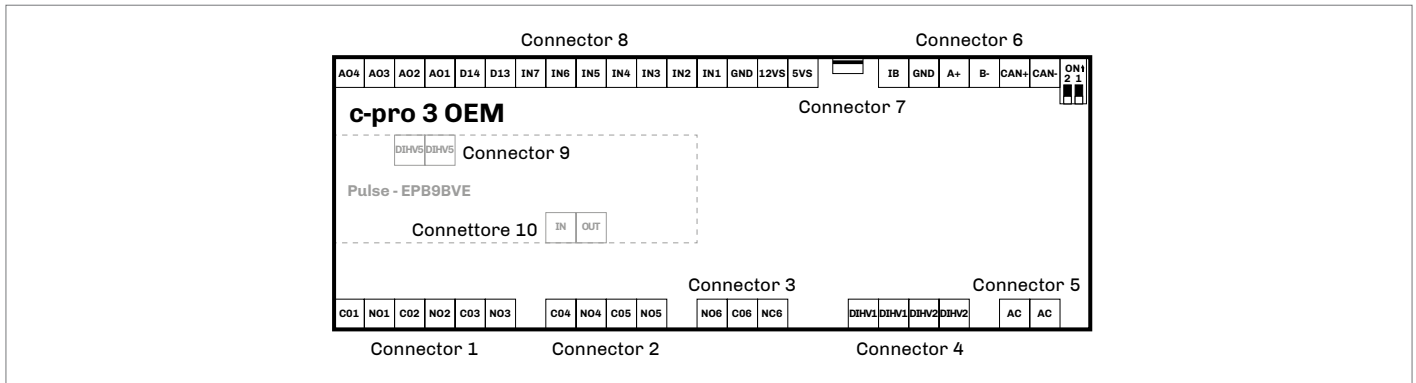 Connector 8 Connector 6
AO4 AO3 AO2 AO1 D14 D13 IN7 IN6 IN5 IN4 IN3 IN2 IN1 GND 12VS 5VS IB GND A+ B- CAN+ CAN- ON↑
2 1
Connector 7
c-pro 3 OEM
DIHV5 DIHV5 Connector 9
Pulse - EPB9BVE
Connettore 10 IN OUT
Connector 3 Connector 5
C01 NO1 C02 NO2 C03 NO3 C04 NO4 C05 NO5 NO6 C06 NC6 DIHV1 DIHV1 DIHV2 DIHV2 AC AC
Connector 1 Connector 2 Connector 4